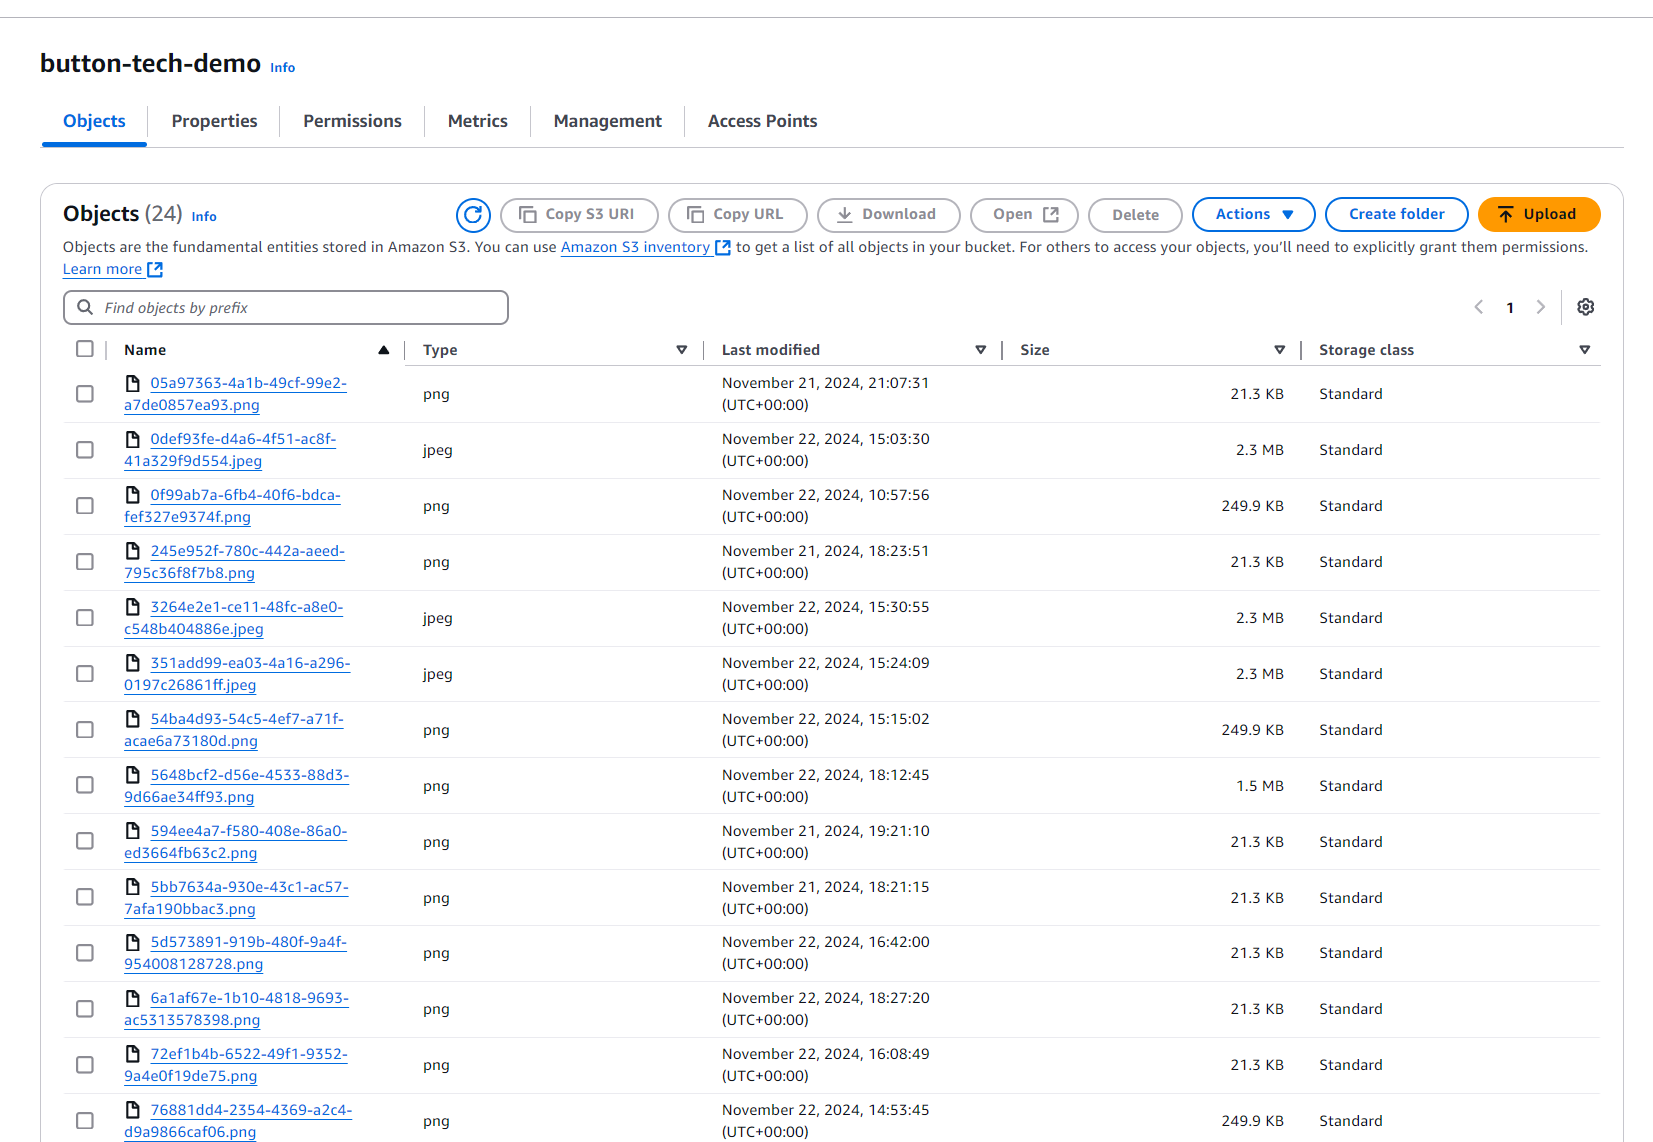 button-tech-demo Info
Objects Properties Permissions Metrics Management Access Points
Objects (24) Info Copy S3 URI Copy URL Download Open Delete Actions Create folder Upload
Objects are the fundamental entities stored in Amazon S3. You can use Amazon S3 inventory to get a list of all objects in your bucket. For others to access your objects, you'll need to explicitly grant them permissions.
Learn more
Find objects by prefix 1
Name Type Last modified Size Storage class
05a97363-4a1b-49cf-99e2- November 21, 2024, 21:07:31
a7de0857ea93.png png (UTC+00:00) 21.3 KB Standard
0def93fe-d4a6-4f51-ac8f- November 22, 2024, 15:03:30
41a329f9d554.jpeg jpeg (UTC+00:00) 2.3 MB Standard
0f99ab7a-6fb4-40f6-bdca- November 22, 2024, 10:57:56
fef327e9374f.png png (UTC+00:00) 249.9 KB Standard
245e952f-780c-442a-aeed- November 21, 2024, 18:23:51
795c36f8f7b8.png png (UTC+00:00) 21.3 KB Standard
3264e2e1-ce11-48fc-a8e0- November 22, 2024, 15:30:55
c548b404886e.jpeg jpeg (UTC+00:00) 2.3 MB Standard
351add99-ea03-4a16-a296- November 22, 2024, 15:24:09
0197c26861ff.jpeg jpeg (UTC+00:00) 2.3 MB Standard
54ba4d93-54c5-4ef7-a71f- November 22, 2024, 15:15:02
acae6a73180d.png png (UTC+00:00) 249.9 KB Standard
5648bcf2-d56e-4533-88d3- November 22, 2024, 18:12:45
9d66ae34ff93.png png (UTC+00:00) 1.5 MB Standard
594ee4a7-f580-408e-86a0- November 21, 2024, 19:21:10
ed3664fb63c2.png png (UTC+00:00) 21.3 KB Standard
5bb7634a-930e-43c1-ac57- November 21, 2024, 18:21:15
7afa190bbac3.png png (UTC+00:00) 21.3 KB Standard
5d573891-919b-480f-9a4f- November 22, 2024, 16:42:00
954008128728.png png (UTC+00:00) 21.3 KB Standard
6a1af67e-1b10-4818-9693- November 22, 2024, 18:27:20
ac5313578398.png png (UTC+00:00) 21.3 KB Standard
72ef1b4b-6522-49f1-9352- November 22, 2024, 16:08:49
9a4e0f19de75.png png (UTC+00:00) 21.3 KB Standard
76881dd4-2354-4369-a2c4- November 22, 2024, 14:53:45
d9a9866caf06.png png (UTC+00:00) 249.9 KB Standard